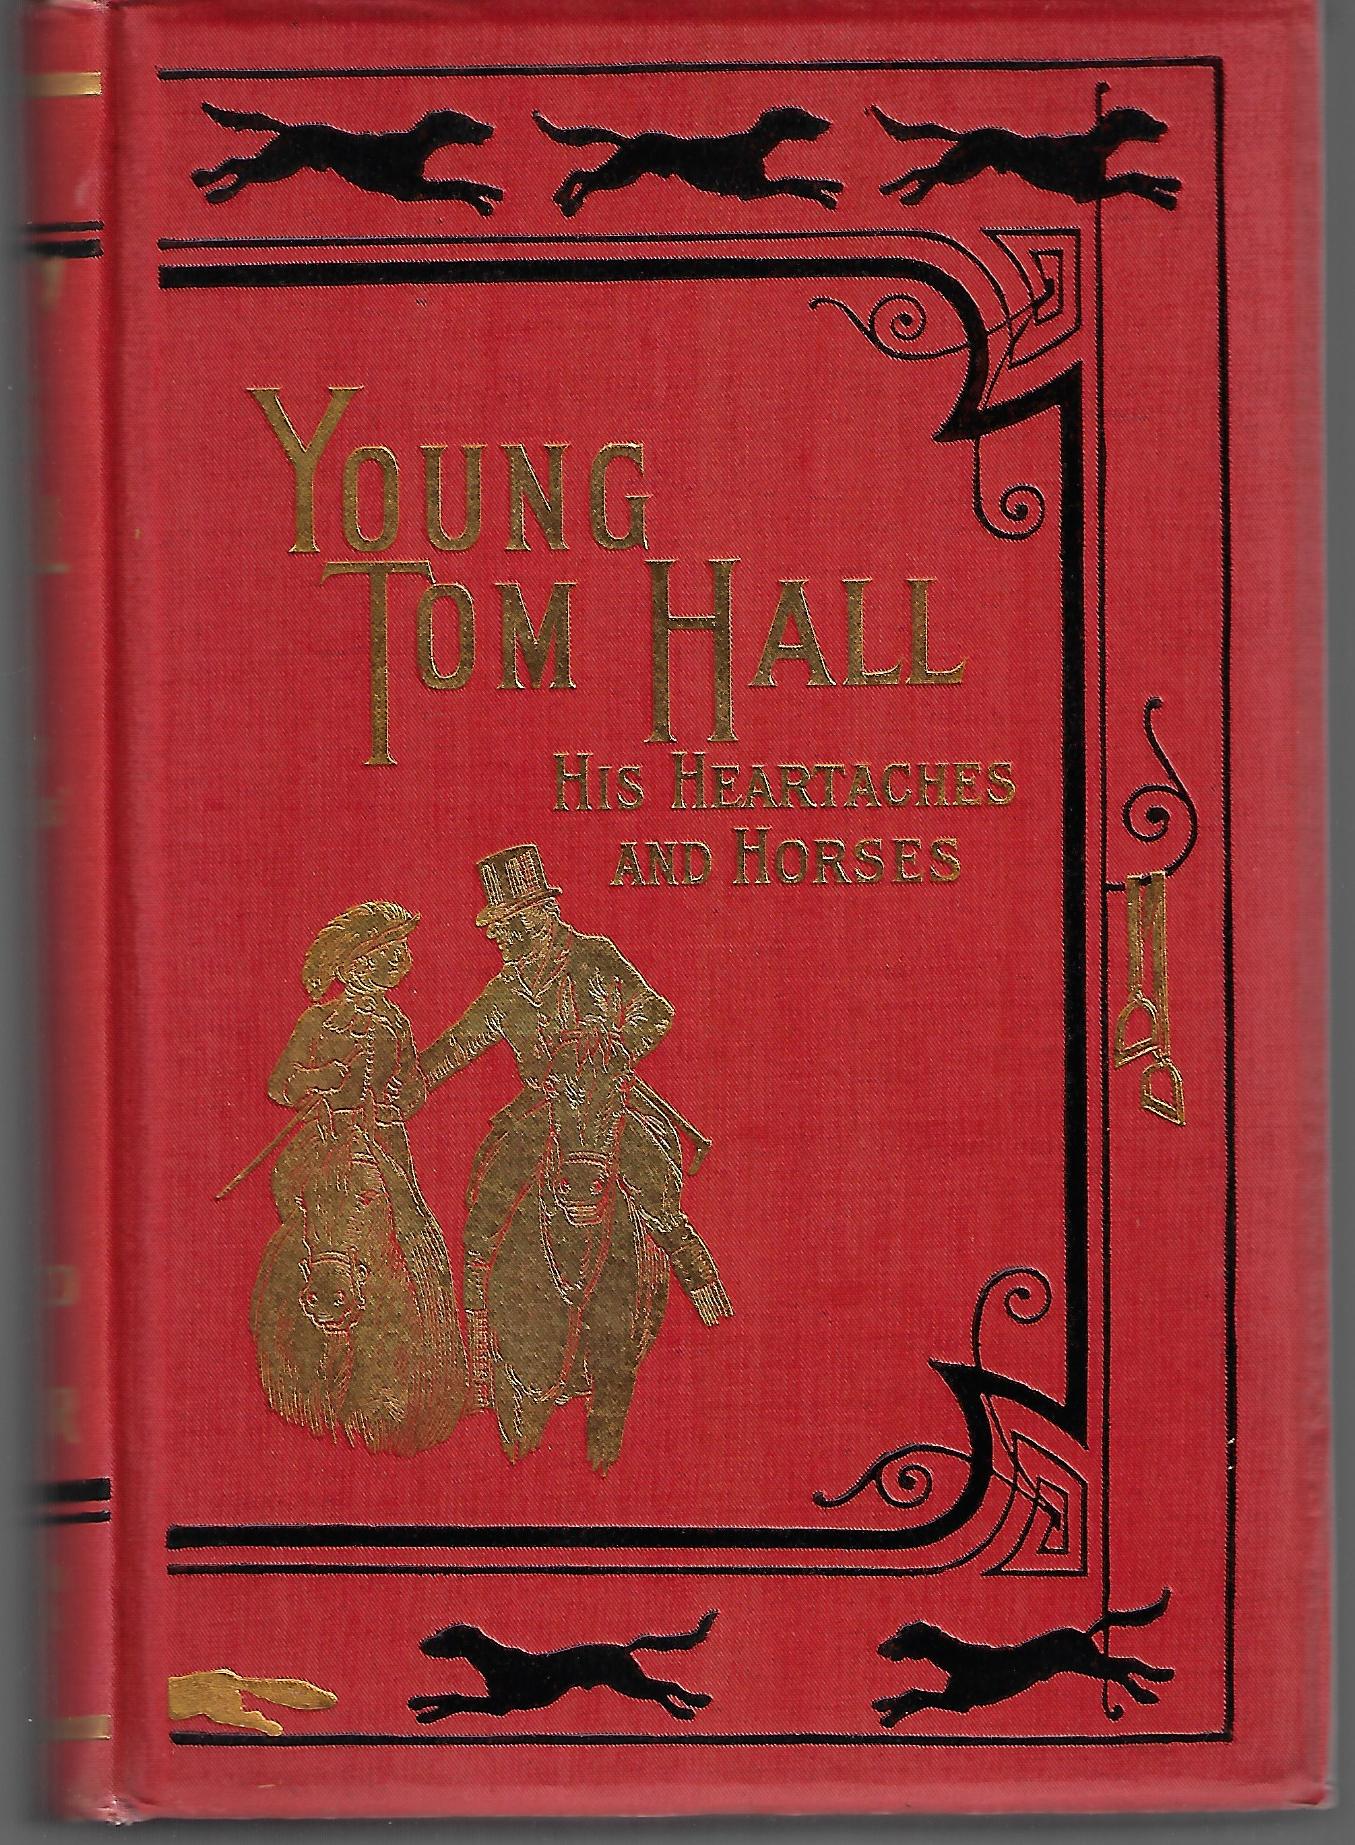 YOUNG
TOM HALL
HIS HEARTACHES
AND HORSES